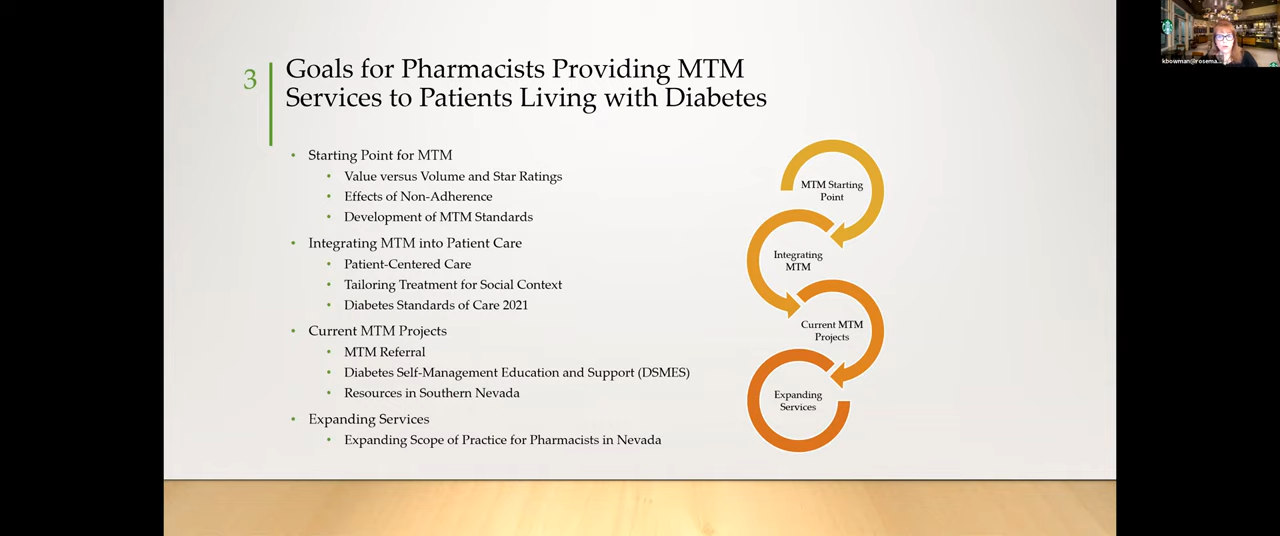 3
Goals for Pharmacists Providing MTM
Services to Patients Living with Diabetes
• Starting Point for MTM
• Value versus Volume and Star Ratings
• Effects of Non-Adherence
• Development of MTM Standards
• Integrating MTM into Patient Care
• Patient-Centered Care
• Tailoring Treatment for Social Context
• Diabetes Standards of Care 2021
• Current MTM Projects
• MTM Referral
• Diabetes Self-Management Education and Support (DSMES)
• Resources in Southern Nevada
• Expanding Services
• Expanding Scope of Practice for Pharmacists in Nevada
MTM Starting
Point
Integrating
MTM
Current MTM
Projects
Expanding
Services
kbowman@rosema...